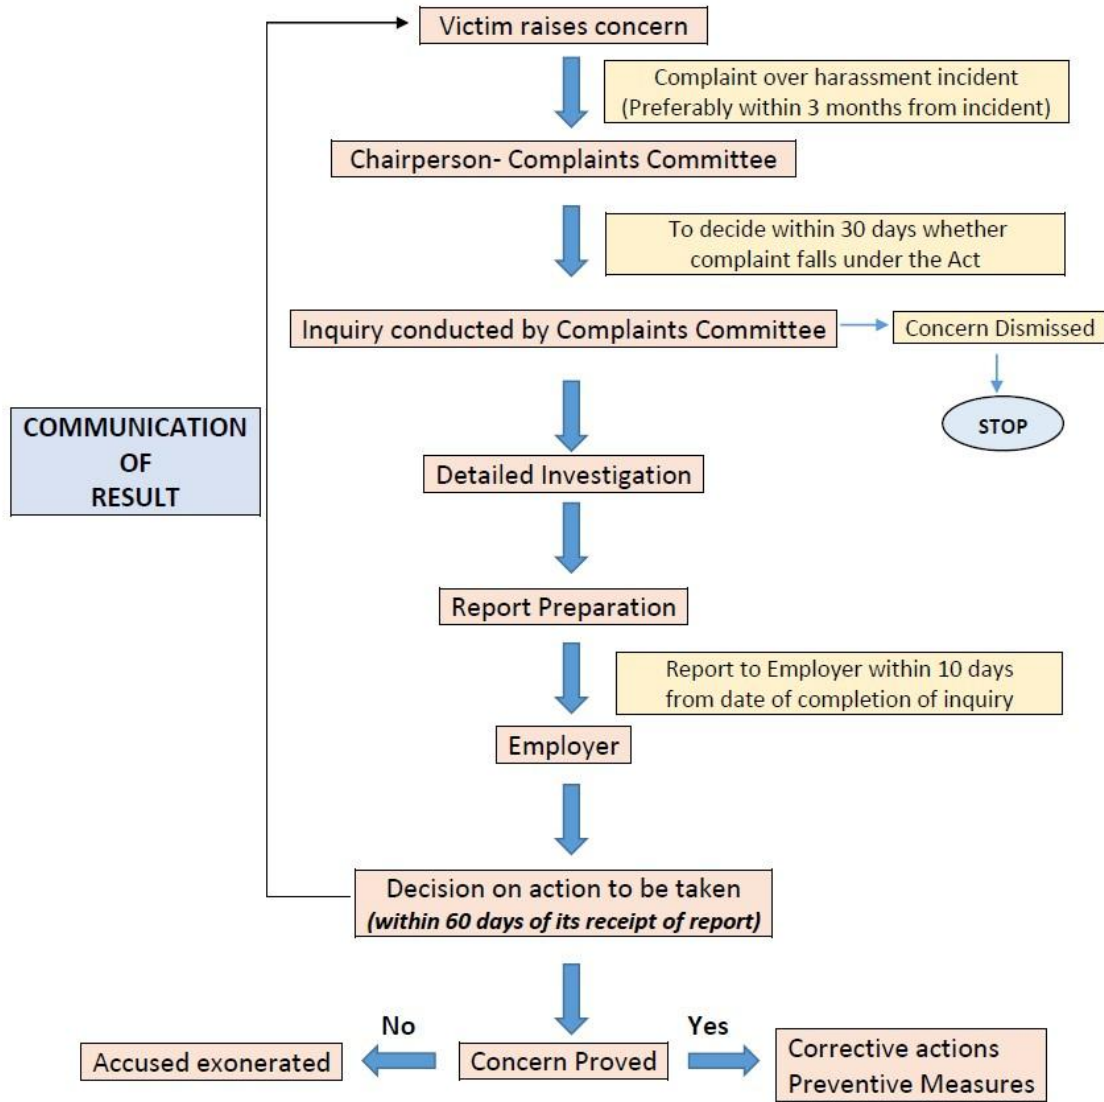 Victim raises concern
Complaint over harassment incident
(Preferably within 3 months from incident)
Chairperson- Complaints Committee
To decide within 30 days whether
complaint falls under the Act
Inquiry conducted by Complaints Committee
Concern Dismissed
STOP
COMMUNICATION
OF
RESULT
Detailed Investigation
Report Preparation
Report to Employer within 10 days
from date of completion of inquiry
Employer
Decision on action to be taken
(within 60 days of its receipt of report)
No
Yes
Accused exonerated
Concern Proved
Corrective actions
Preventive Measures